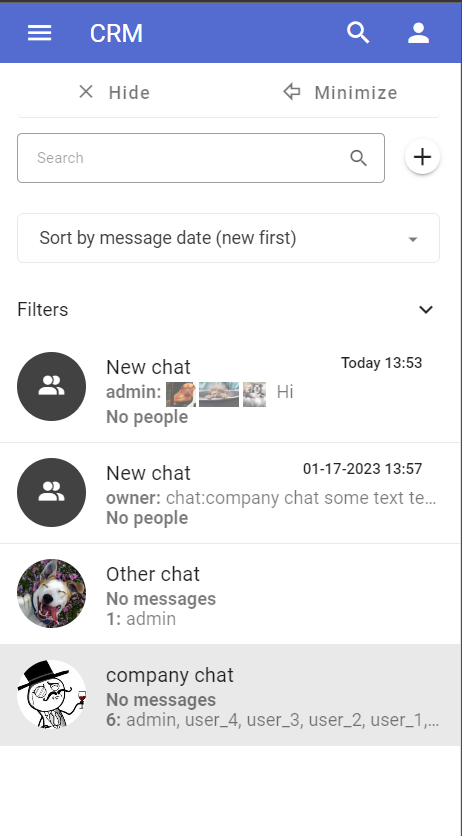 CRM
Hide Minimize
Search
Sort by message date (new first)
Filters
New chat Today 13:53
admin: Hi
No people
New chat 01-17-2023 13:57
owner: chat:company chat some text te...
No people
Other chat
No messages
1: admin
company chat
No messages
6: admin, user_4, user_3, user_2, user_1,...